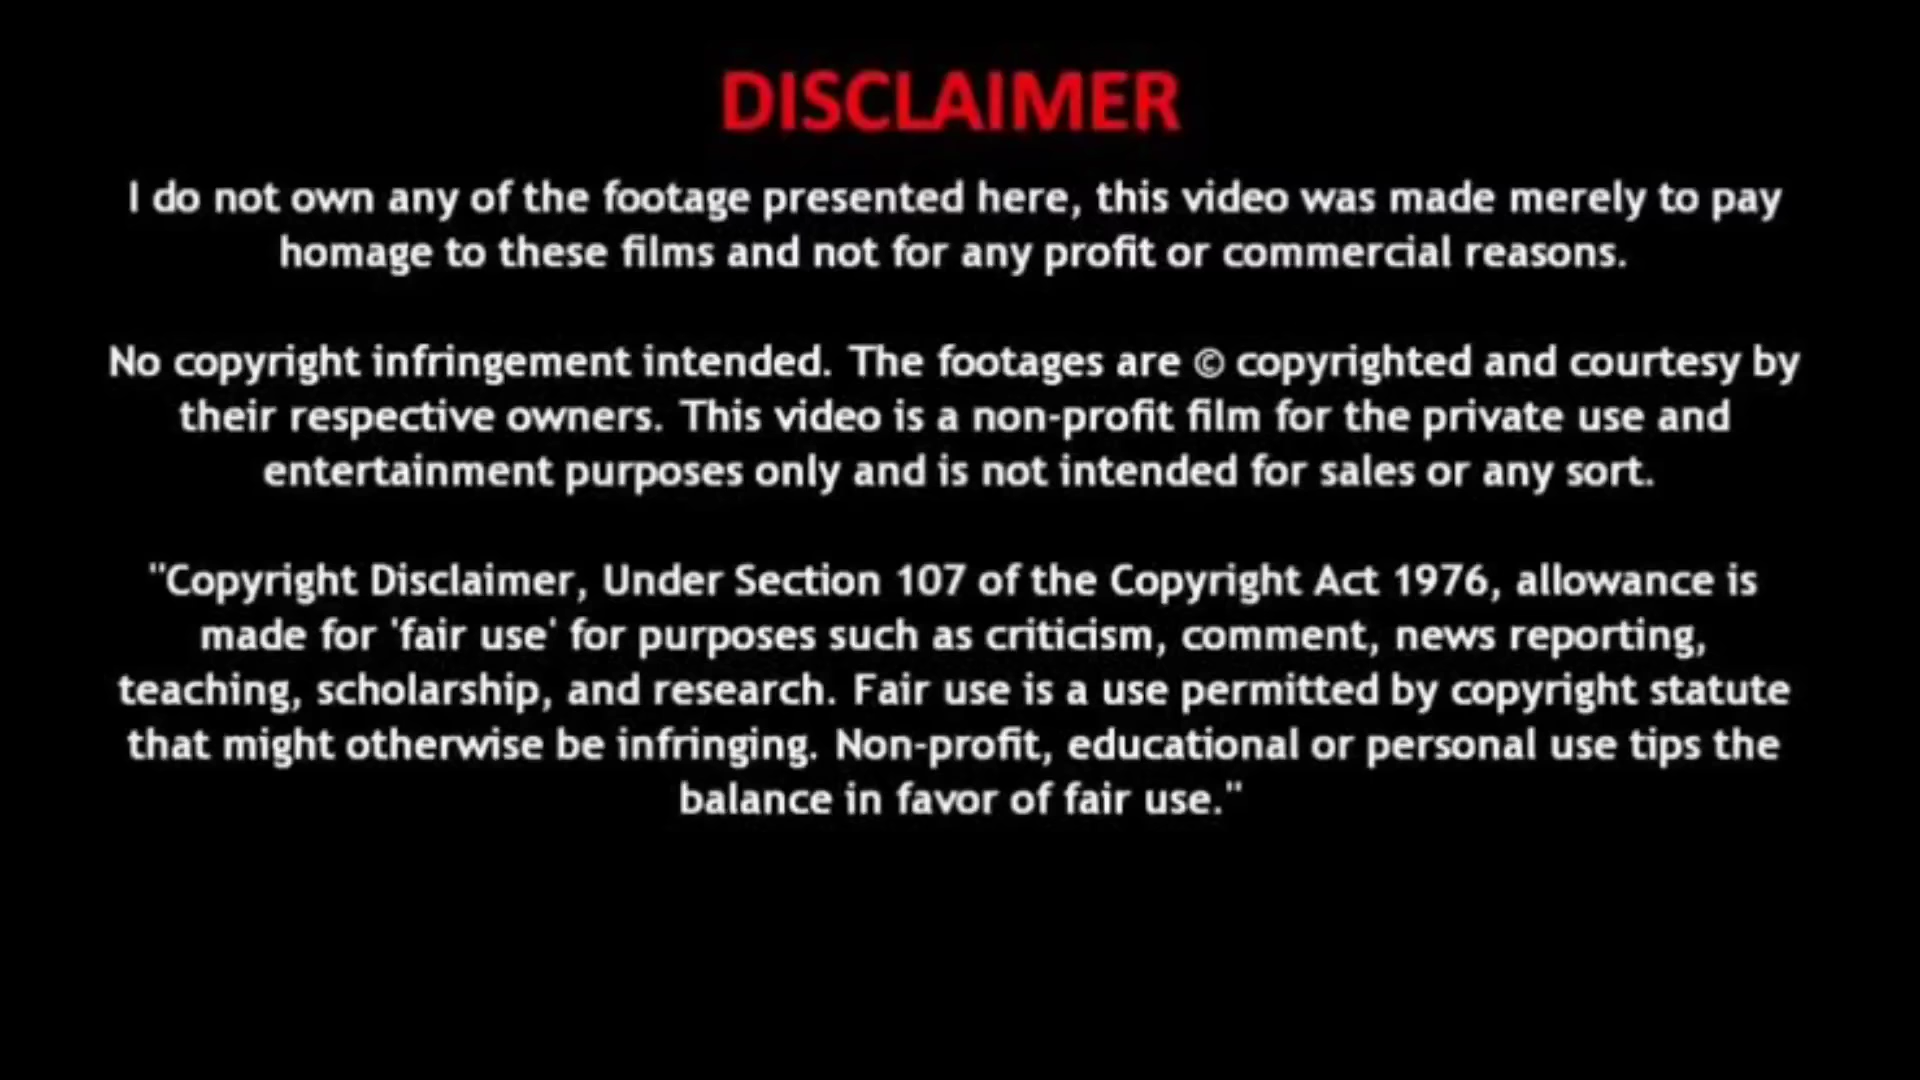 DISCLAIMER
I do not own any of the footage presented here, this video was made merely to pay
homage to these films and not for any profit or commercial reasons.
No copyright infringement intended. The footages are © copyrighted and courtesy by
their respective owners. This video is a non-profit film for the private use and
entertainment purposes only and is not intended for sales or any sort.
"Copyright Disclaimer, Under Section 107 of the Copyright Act 1976, allowance is
made for 'fair use' for purposes such as criticism, comment, news reporting,
teaching, scholarship, and research. Fair use is a use permitted by copyright statute
that might otherwise be infringing. Non-profit, educational or personal use tips the
balance in favor of fair use."